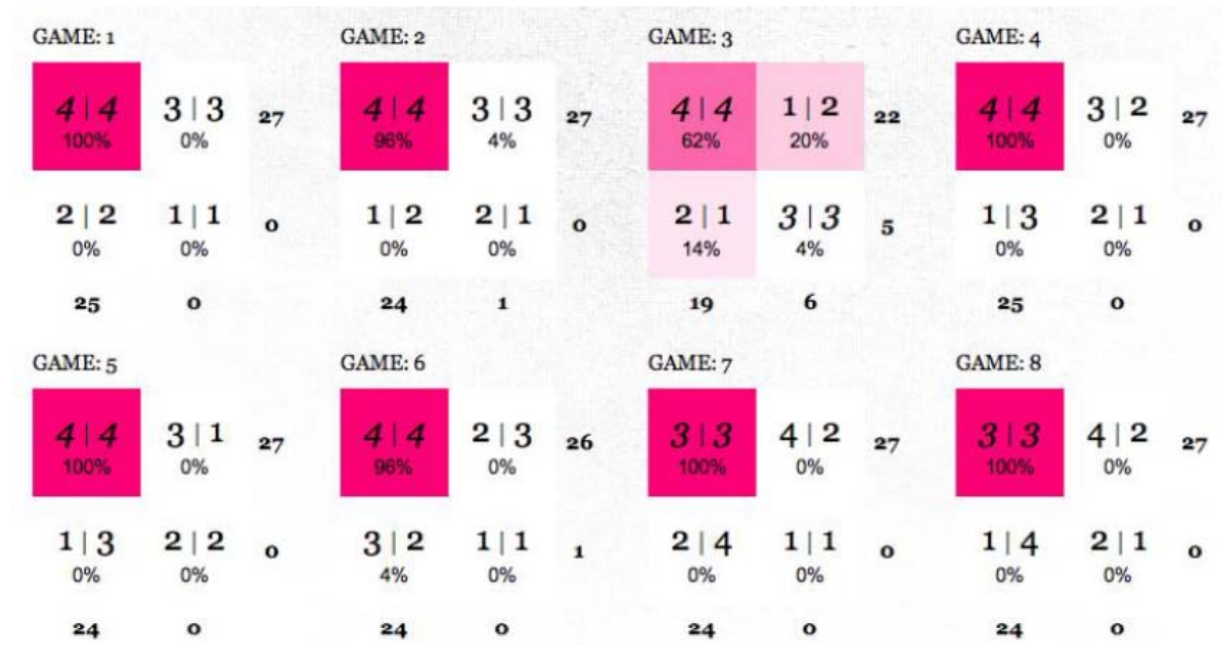 GAME: 1 GAME: 2 GAME: 3 GAME: 4
4 | 4 3 | 3 27 4 | 4 3 | 3 27 4 | 4 1 | 2 22 4 | 4 3 | 2 27
100% 0% 96% 4% 62% 20% 100% 0%
2 | 2 1 | 1 0 1 | 2 2 | 1 0 2 | 1 3 | 3 5 1 | 3 2 | 1 0
0% 0% 0% 0% 14% 4% 0% 0%
25 0 24 1 19 6 25 0
GAME: 5 GAME: 6 GAME: 7 GAME: 8
4 | 4 3 | 1 27 4 | 4 2 | 3 26 3 | 3 4 | 2 27 3 | 3 4 | 2 27
100% 0% 96% 0% 100% 0% 100% 0%
1 | 3 2 | 2 0 3 | 2 1 | 1 1 2 | 4 1 | 1 0 1 | 4 2 | 1 0
0% 0% 4% 0% 0% 0% 0% 0%
24 0 24 0 24 0 24 0